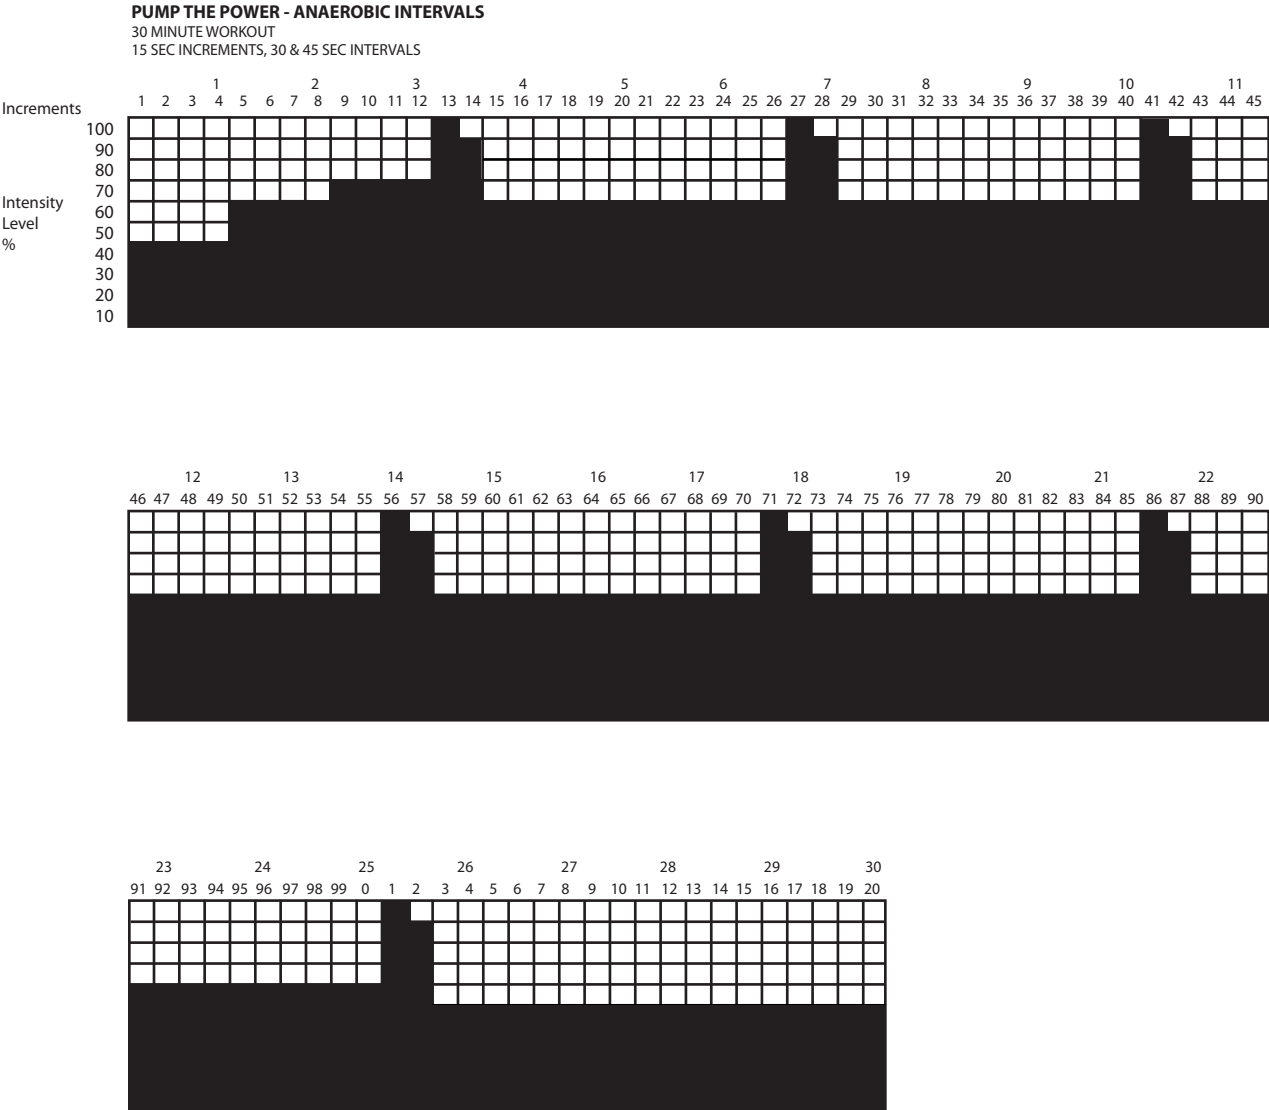 PUMP THE POWER - ANAEROBIC INTERVALS
30 MINUTE WORKOUT
15 SEC INCREMENTS, 30 & 45 SEC INTERVALS
1 2 3 4 5 6 7 8 9 10 11
Increments 1 2 3 4 5 6 7 8 9 10 11 12 13 14 15 16 17 18 19 20 21 22 23 24 25 26 27 28 29 30 31 32 33 34 35 36 37 38 39 40 41 42 43 44 45
100
90
80
70
Intensity
60
Level
50
%
40
30
20
10
12 13 14 15 16 17 18 19 20 21 22
46 47 48 49 50 51 52 53 54 55 56 57 58 59 60 61 62 63 64 65 66 67 68 69 70 71 72 73 74 75 76 77 78 79 80 81 82 83 84 85 86 87 88 89 90
23 24 25 26 27 28 29 30
91 92 93 94 95 96 97 98 99 0 1 2 3 4 5 6 7 8 9 10 11 12 13 14 15 16 17 18 19 20